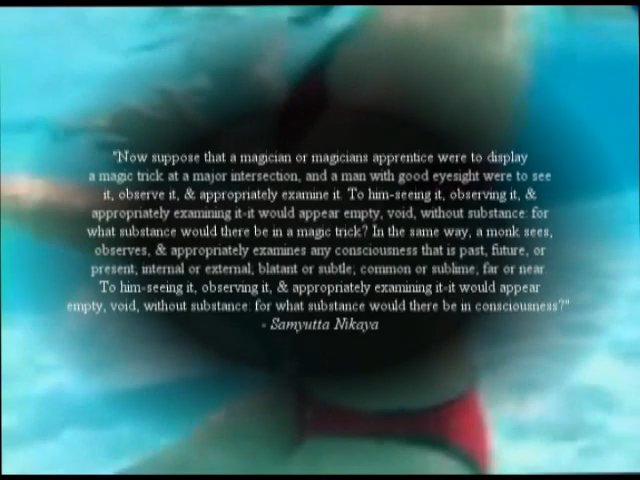 "Now suppose that a magician or magicians apprentice were to display
a magic trick at a major intersection, and a man with good eyesight were to see
it, observe it, & appropriately examine it. To him-seeing it, observing it, &
appropriately examining it-it would appear empty, void, without substance: for
what substance would there be in a magic trick? In the same way, a monk sees,
observes, & appropriately examines any consciousness that is past, future, or
present; internal or external; blatant or subtle; common or sublime; far or near.
To him-seeing it, observing it, & appropriately examining it-it would appear
empty, void, without substance: for what substance would there be in consciousness?"
- Samyutta Nikaya